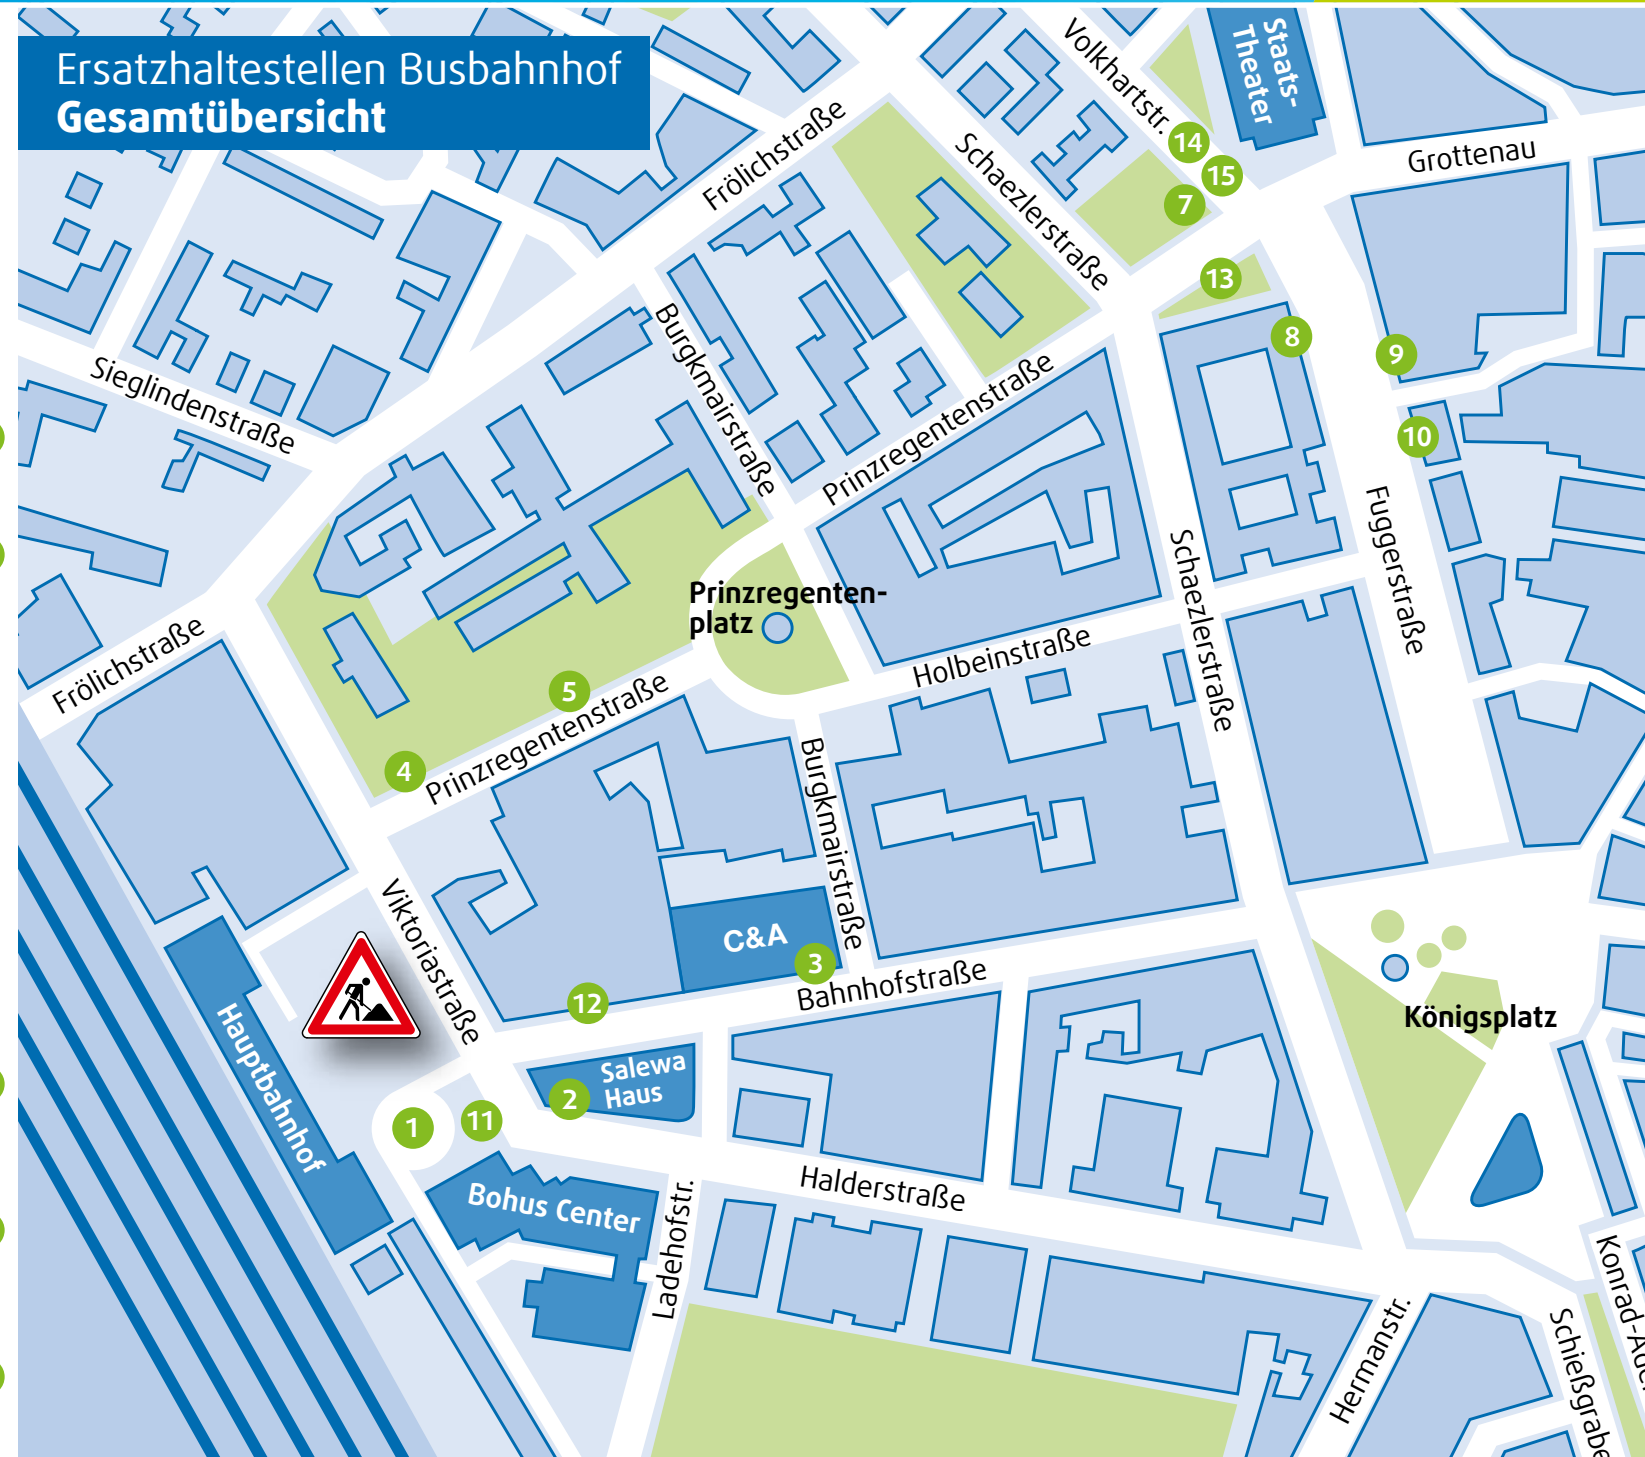 Ersatzhaltestellen Busbahnhof
Gesamtübersicht
Volkhartstr.
Staats-
Theater
14
15
7
Grottenau
Frölichstraße
Schaezlerstraße
13
8
9
10
Burgkmairstraße
Sieglindenstraße
Prinzregentenstraße
Fuggerstraße
Schaezlerstraße
Prinzregenten-
platz
Holbeinstraße
Frölichstraße
5
4
Prinzregentenstraße
Burgkmairstraße
Viktoriastraße
C&A
3
Bahnhofstraße
12
Königsplatz
Hauptbahnhof
Salewa
Haus
2
1
11
Bohus Center
Halderstraße
Ladehofstr.
Hermanstr.
Schießgrabe